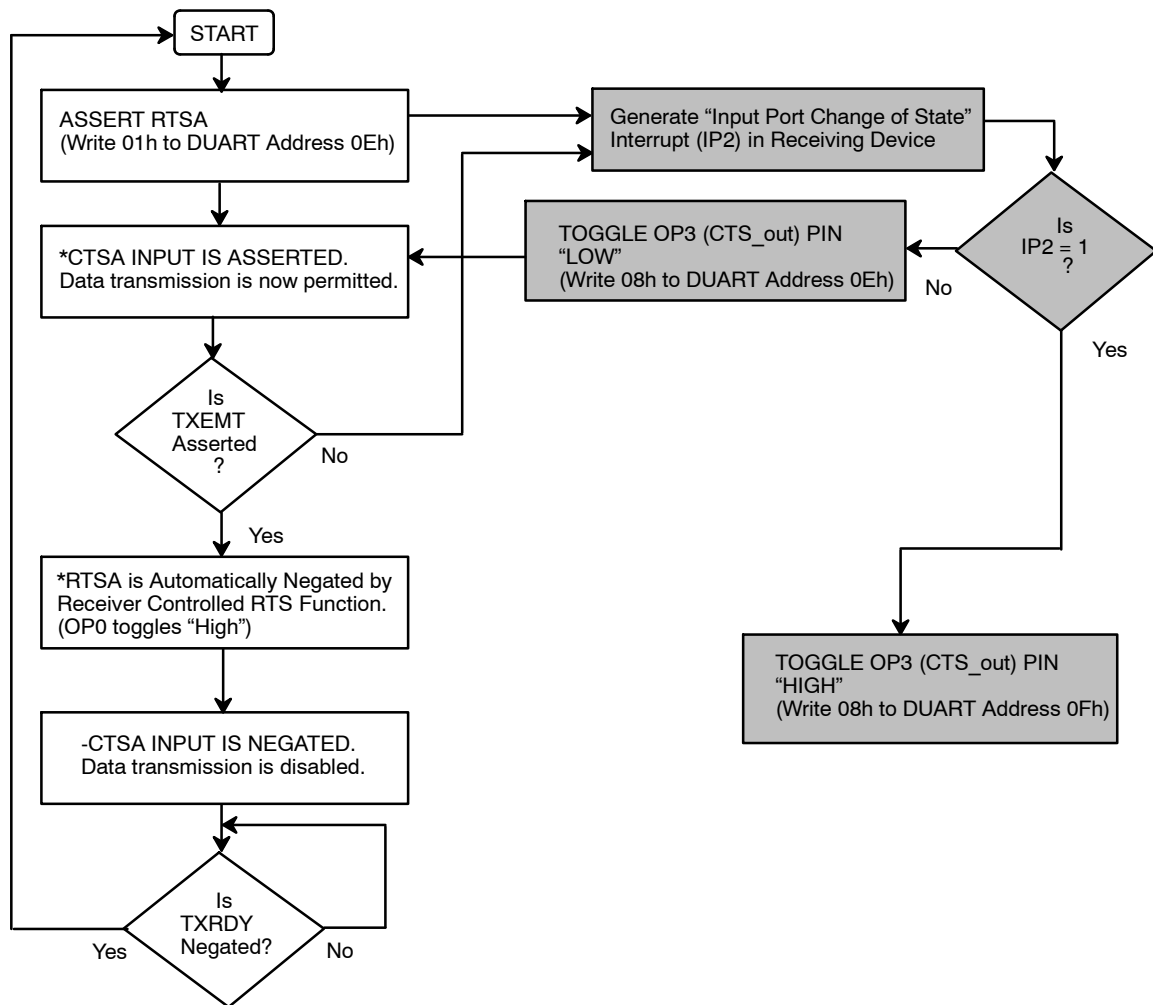 START
ASSERT RTSA
(Write 01h to DUART Address 0Eh)
Generate “Input Port Change of State”
Interrupt (IP2) in Receiving Device
Is
IP2 = 1
?
No
Yes
TOGGLE OP3 (CTS_out) PIN
“LOW”
(Write 08h to DUART Address 0Eh)
*CTSA INPUT IS ASSERTED.
Data transmission is now permitted.
Is
TXEMT
Asserted
?
No
Yes
*RTSA is Automatically Negated by
Receiver Controlled RTS Function.
(OP0 toggles “High”)
TOGGLE OP3 (CTS_out) PIN
“HIGH”
(Write 08h to DUART Address 0Fh)
-CTSA INPUT IS NEGATED.
Data transmission is disabled.
Is
TXRDY
Negated?
Yes
No